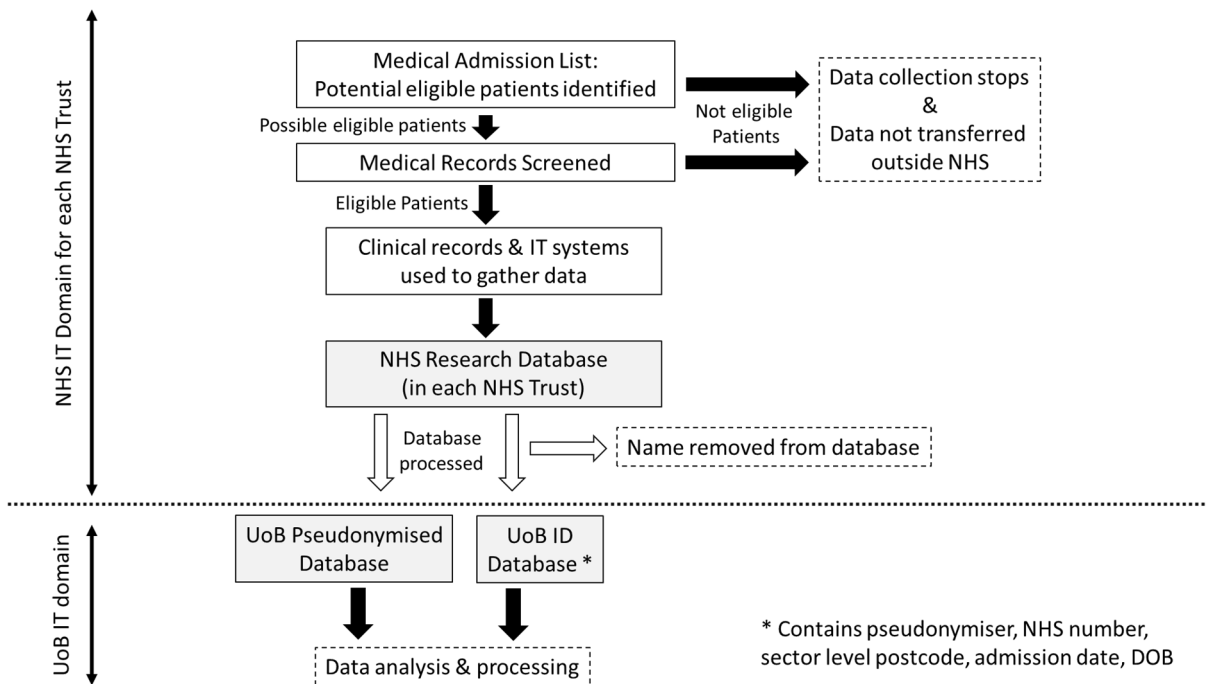 NHS IT Domain for each NHS Trust
Medical Admission List:
Potential eligible patients identified
Data collection stops
&
Data not transferred
outside NHS
Not eligible
Patients
Possible eligible patients
Medical Records Screened
Eligible Patients
Clinical records & IT systems
used to gather data
NHS Research Database
(in each NHS Trust)
Database
processed
Name removed from database
UoB IT domain
UoB Pseudonymised
Database
UoB ID
Database *
Data analysis & processing
* Contains pseudonymiser, NHS number,
sector level postcode, admission date, DOB